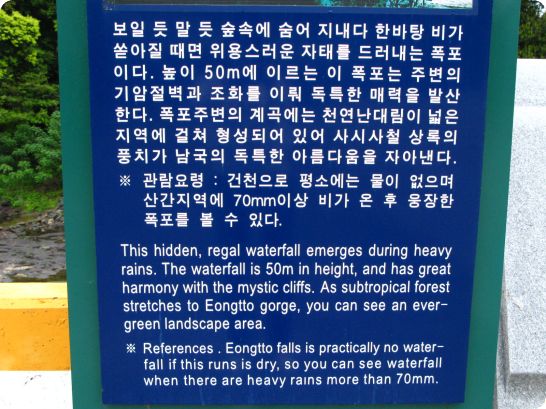 보일 듯 말 듯 숲속에 숨어 지내다 한바탕 비가
쏟아질 때면 위용스러운 자태를 드러내는 폭포
이다. 높이 50m에 이르는 이 폭포는 주변의
기암절벽과 조화를 이뤄 독특한 매력을 발산
한다. 폭포주변의 계곡에는 천연난대림이 넓은
지역에 걸쳐 형성되어 있어 사시사철 상록의
풍치가 남국의 독특한 아름다움을 자아낸다.
※ 관람요령 : 건천으로 평소에는 물이 없으며
산간지역에 70mm이상 비가 온 후 웅장한
폭포를 볼 수 있다.
This hidden, regal waterfall emerges during heavy
rains. The waterfall is 50m in height, and has great
harmony with the mystic cliffs. As subtropical forest
stretches to Eongtto gorge, you can see an ever-
green landscape area.
※ References . Eongtto falls is practically no water-
fall if this runs is dry, so you can see waterfall
when there are heavy rains more than 70mm.